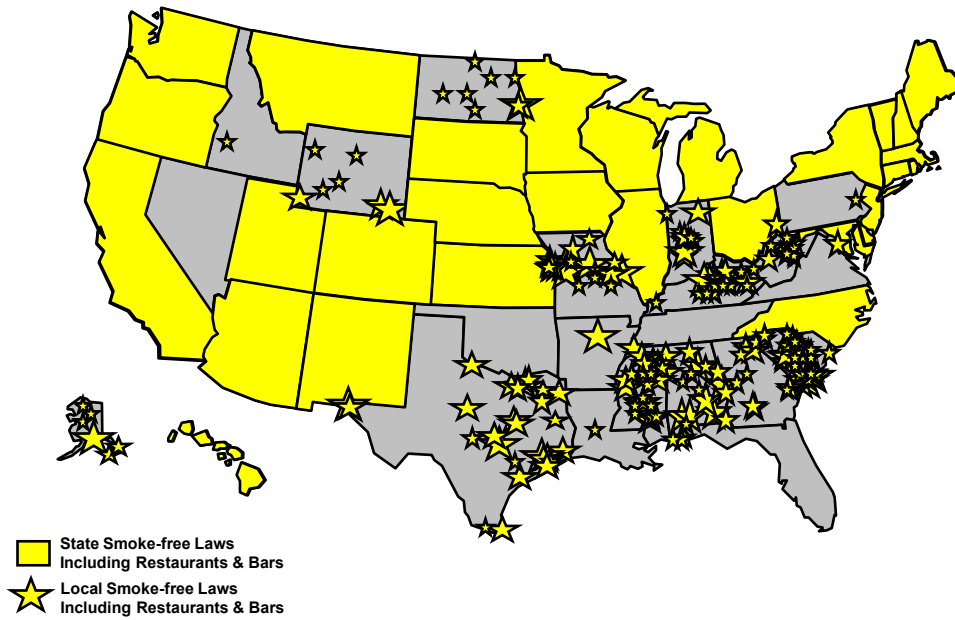 State Smoke-free Laws
Including Restaurants & Bars
Local Smoke-free Laws
Including Restaurants & Bars